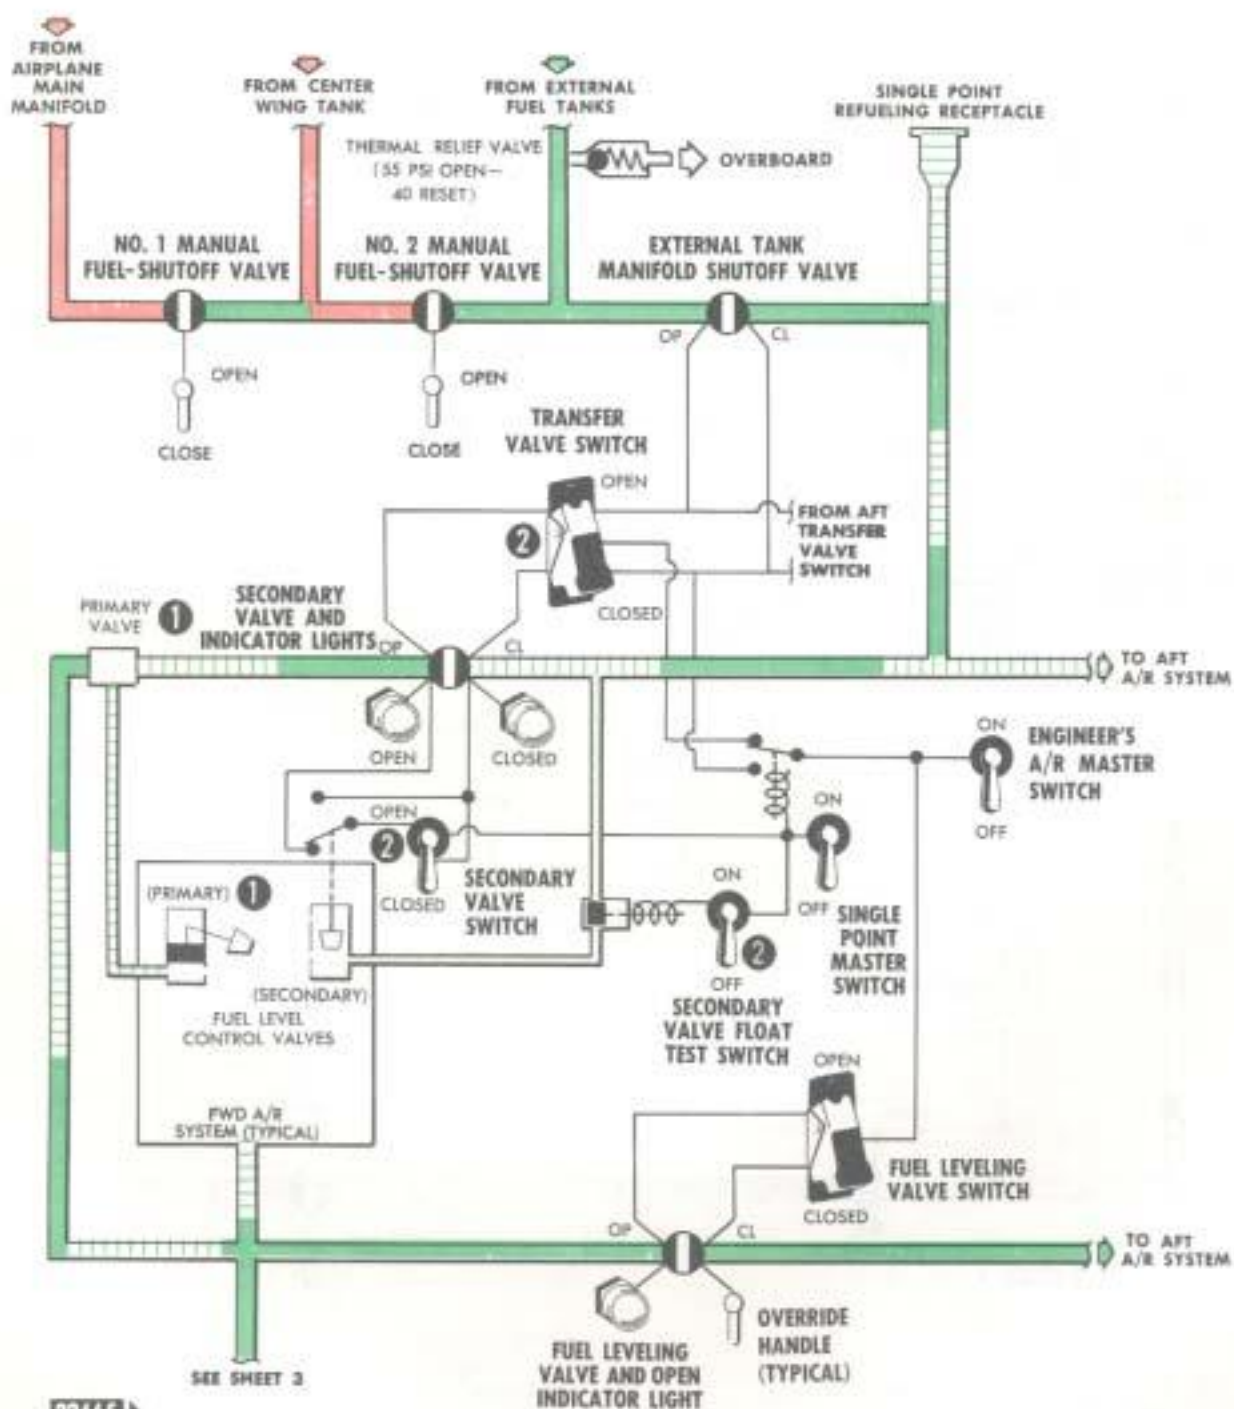 FROM
AIRPLANE
MAIN
MANIFOLD
FROM CENTER
WING TANK
FROM EXTERNAL
FUEL TANKS
SINGLE POINT
REFUELING RECEPTACLE
THERMAL RELIEF VALVE
(55 PSI OPEN—
40 RESET)
OVERBOARD
NO. 1 MANUAL
FUEL-SHUTOFF VALVE
NO. 2 MANUAL
FUEL-SHUTOFF VALVE
EXTERNAL TANK
MANIFOLD SHUTOFF VALVE
OP
CL
OPEN
CLOSE
OPEN
CLOSE
TRANSFER
VALVE SWITCH
OPEN
2
CLOSED
FROM AFT
TRANSFER
VALVE
SWITCH
PRIMARY
VALVE
1
SECONDARY
VALVE AND
INDICATOR LIGHTS
OP
CL
TO AFT
A/R SYSTEM
OPEN
CLOSED
ON
OFF
ENGINEER'S
A/R MASTER
SWITCH
OPEN
2
CLOSED
SECONDARY
VALVE
SWITCH
ON
OFF
SINGLE
POINT
MASTER
SWITCH
ON
2
OFF
SECONDARY
VALVE FLOAT
TEST SWITCH
(PRIMARY)
1
(SECONDARY)
FUEL LEVEL
CONTROL VALVES
FWD A/R
SYSTEM (TYPICAL)
OPEN
CLOSED
FUEL LEVELING
VALVE SWITCH
OP
CL
TO AFT
A/R SYSTEM
OVERRIDE
HANDLE
(TYPICAL)
FUEL LEVELING
VALVE AND OPEN
INDICATOR LIGHT
SEE SHEET 3